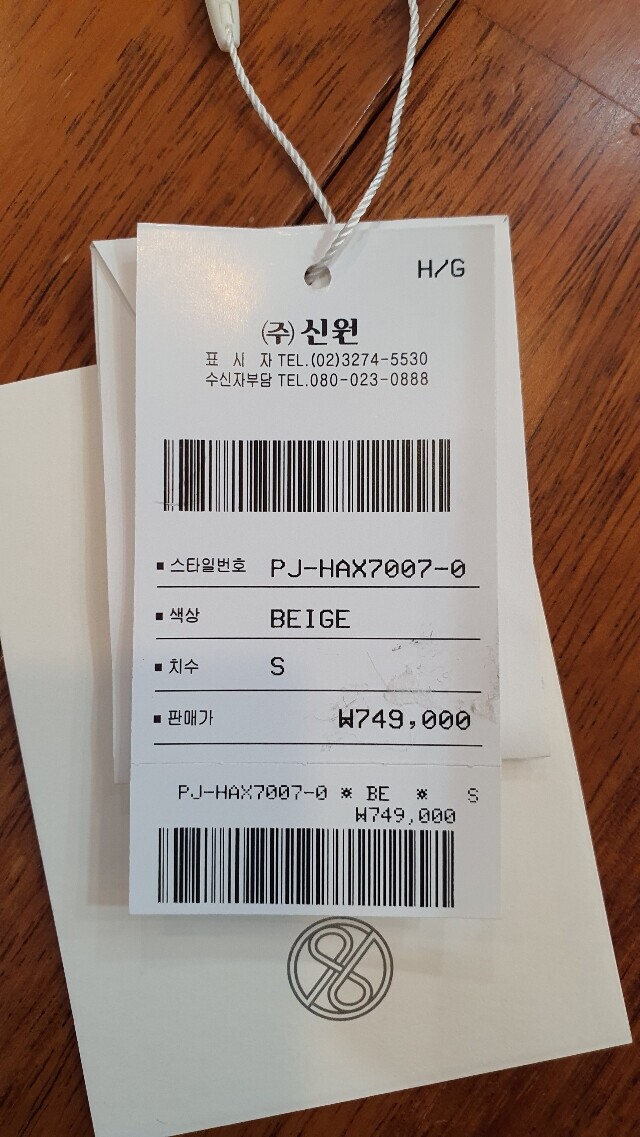 H/G
(주)신원
표 시 자 TEL.(02)3274-5530
수신자부담 TEL.080-023-0888
▪ 스타일번호 PJ-HAX7007-0
▪ 색상 BEIGE
▪ 치수 S
▪ 판매가 ₩749,000
PJ-HAX7007-0 * BE * S
₩749,000